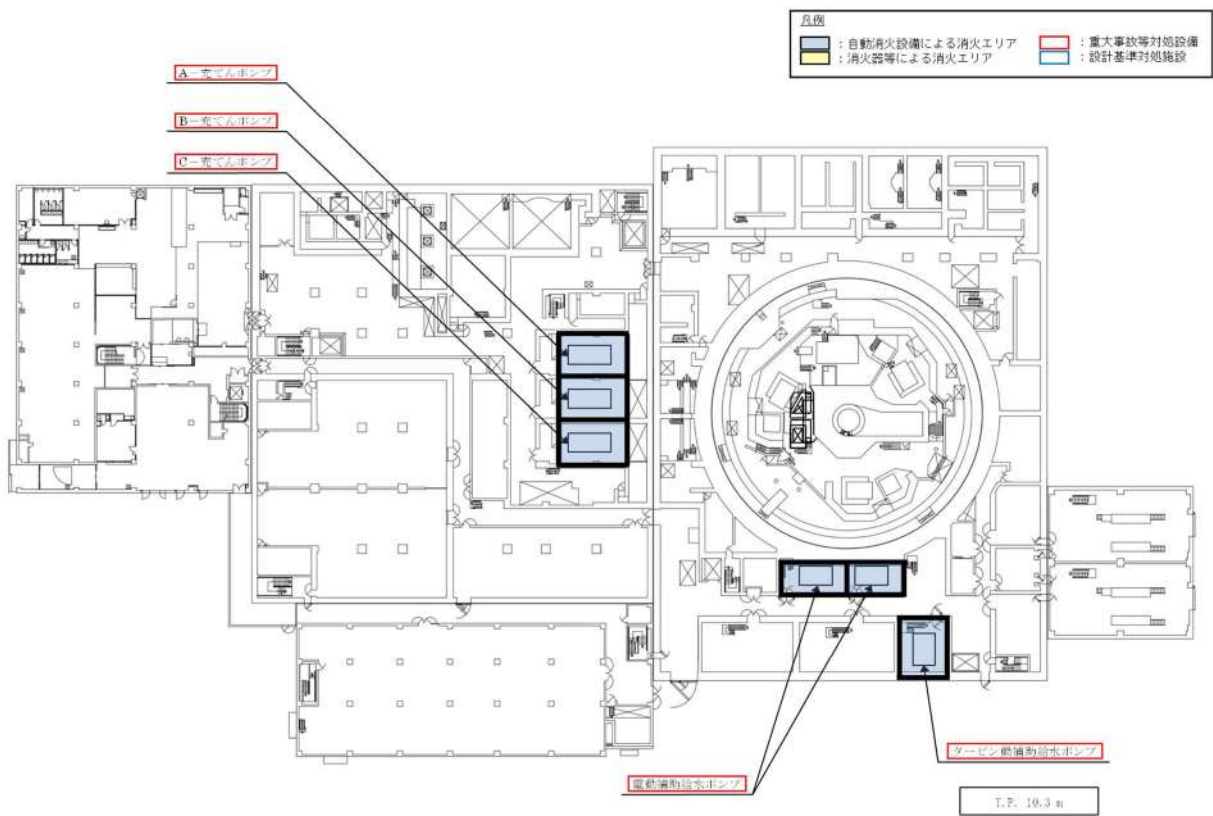 凡例
：自動消火設備による消火エリア
：消火器等による消火エリア
：重大事故等対処設備
：設計基準対処施設
A－充てんポンプ
B－充てんポンプ
C－充てんポンプ
タービン動補助給水ポンプ
電動補助給水ポンプ
T.P. 10.3 m